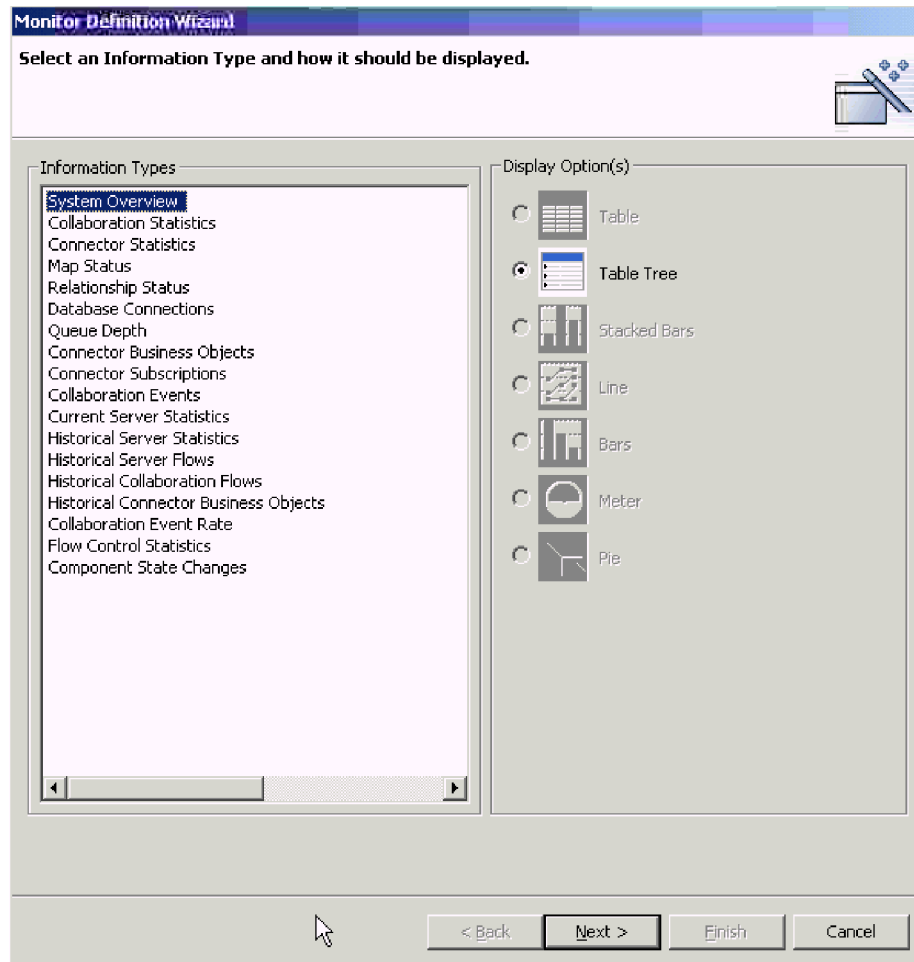 Monitor Definition Wizard
Select an Information Type and how it should be displayed.
Information Types
System Overview
Collaboration Statistics
Connector Statistics
Map Status
Relationship Status
Database Connections
Queue Depth
Connector Business Objects
Connector Subscriptions
Collaboration Events
Current Server Statistics
Historical Server Statistics
Historical Server Flows
Historical Collaboration Flows
Historical Connector Business Objects
Collaboration Event Rate
Flow Control Statistics
Component State Changes
Display Option(s)
Table
Table Tree
Stacked Bars
Line
Bars
Meter
Pie
< Back
Next >
Finish
Cancel